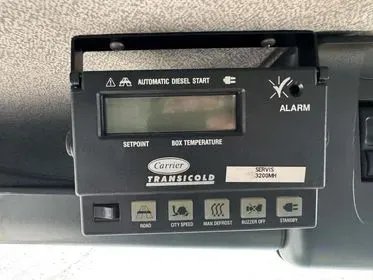 AUTOMATIC DIESEL START
ALARM
SETPOINT BOX TEMPERATURE
Carrier
TRANSICOLD
SERVIS
3200MH
ROAD CITY SPEED MAN.DEFROST BUZZER OFF STANDBY